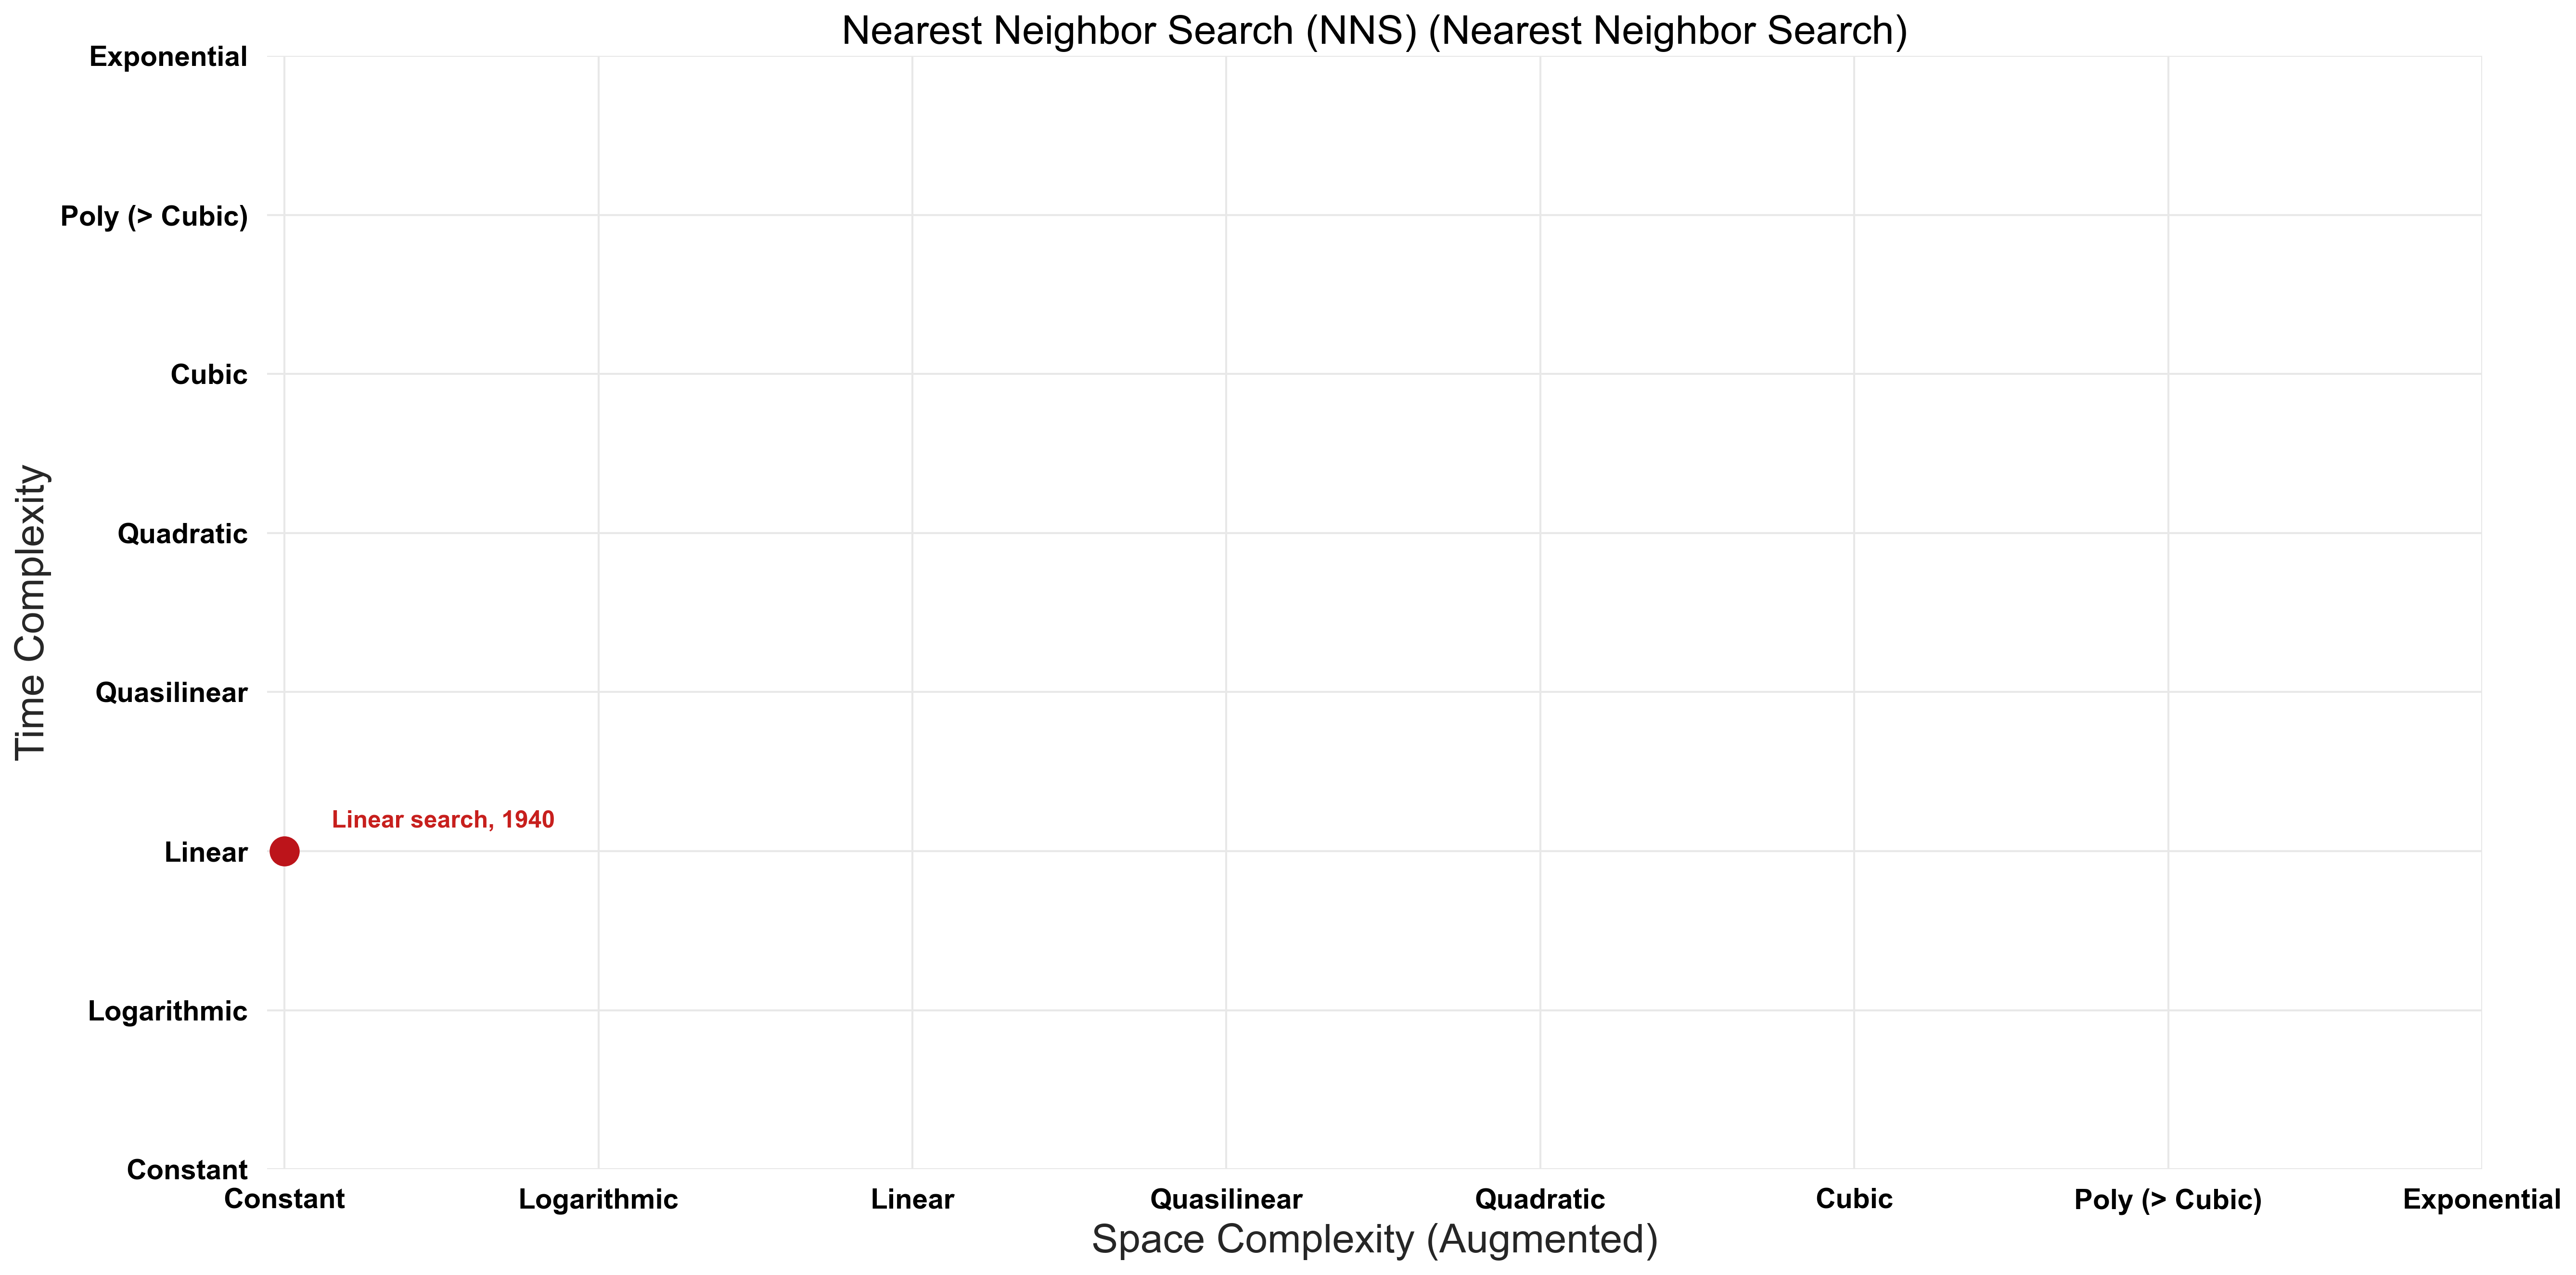 Nearest Neighbor Search (NNS) (Nearest Neighbor Search)
Time Complexity
Exponential
Poly (> Cubic)
Cubic
Quadratic
Quasilinear
Linear
Logarithmic
Constant
Linear search, 1940
Constant
Logarithmic
Linear
Quasilinear
Quadratic
Cubic
Poly (> Cubic)
Exponential
Space Complexity (Augmented)